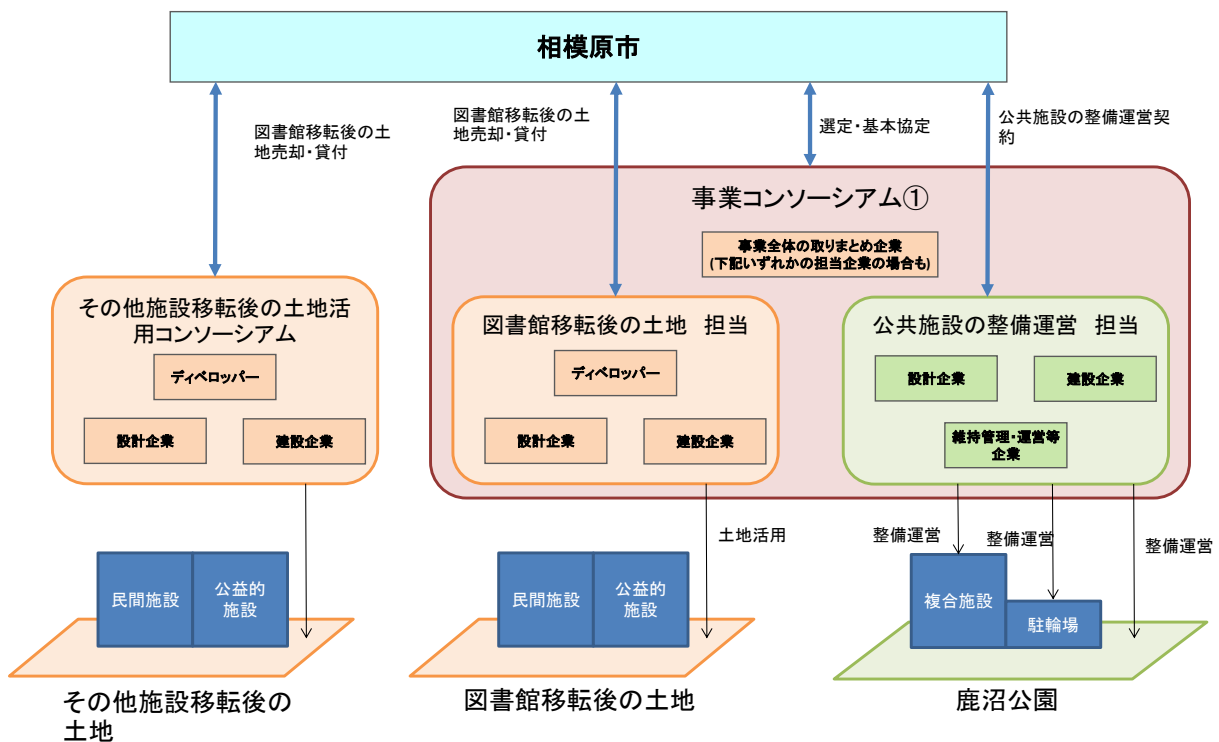 相模原市
図書館移転後の土
地売却・貸付
図書館移転後の土
地売却・貸付
選定・基本協定
公共施設の整備運営契
約
事業コンソーシアム①
事業全体の取りまとめ企業
(下記いずれかの担当企業の場合も)
その他施設移転後の土地活
用コンソーシアム
ディベロッパー
設計企業
建設企業
図書館移転後の土地　担当
ディベロッパー
設計企業
建設企業
公共施設の整備運営　担当
設計企業
建設企業
維持管理・運営等
企業
土地活用
整備運営
整備運営
整備運営
民間施設
公益的
施設
民間施設
公益的
施設
複合施設
駐輪場
その他施設移転後の
土地
図書館移転後の土地
鹿沼公園